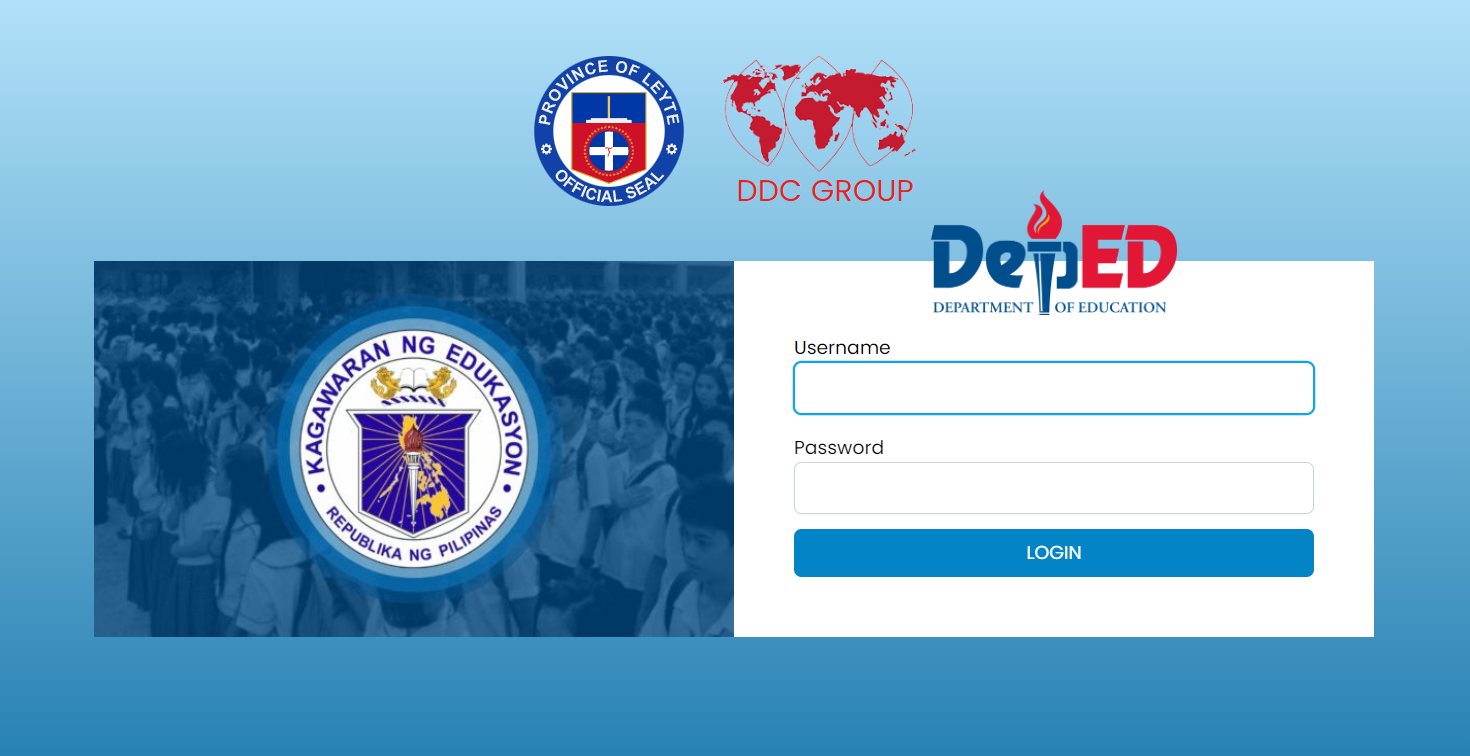 PROVINCE OF LEYTE
OFFICIAL SEAL
DDC GROUP
DepED
DEPARTMENT OF EDUCATION
KAGAWARAN NG EDUKASYON
REPUBLIKA NG PILIPINAS
Username
Password
LOGIN